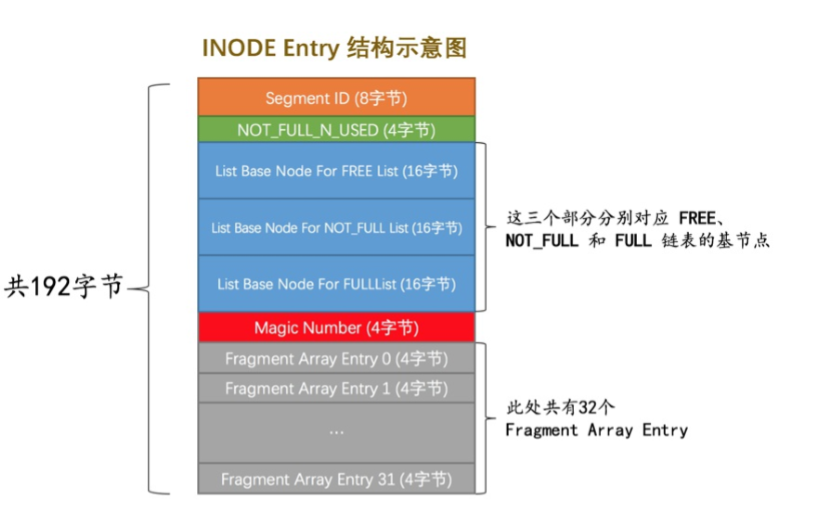 INODE Entry 结构示意图
Segment ID (8字节)
NOT_FULL_N_USED (4字节)
List Base Node For FREE List (16字节)
List Base Node For NOT_FULL List (16字节)
List Base Node For FULLList (16字节)
Magic Number (4字节)
Fragment Array Entry 0 (4字节)
Fragment Array Entry 1 (4字节)
...
Fragment Array Entry 31 (4字节)
共192字节
这三个部分分别对应 FREE、
NOT_FULL 和 FULL 链表的基节点
此处共有32个
Fragment Array Entry